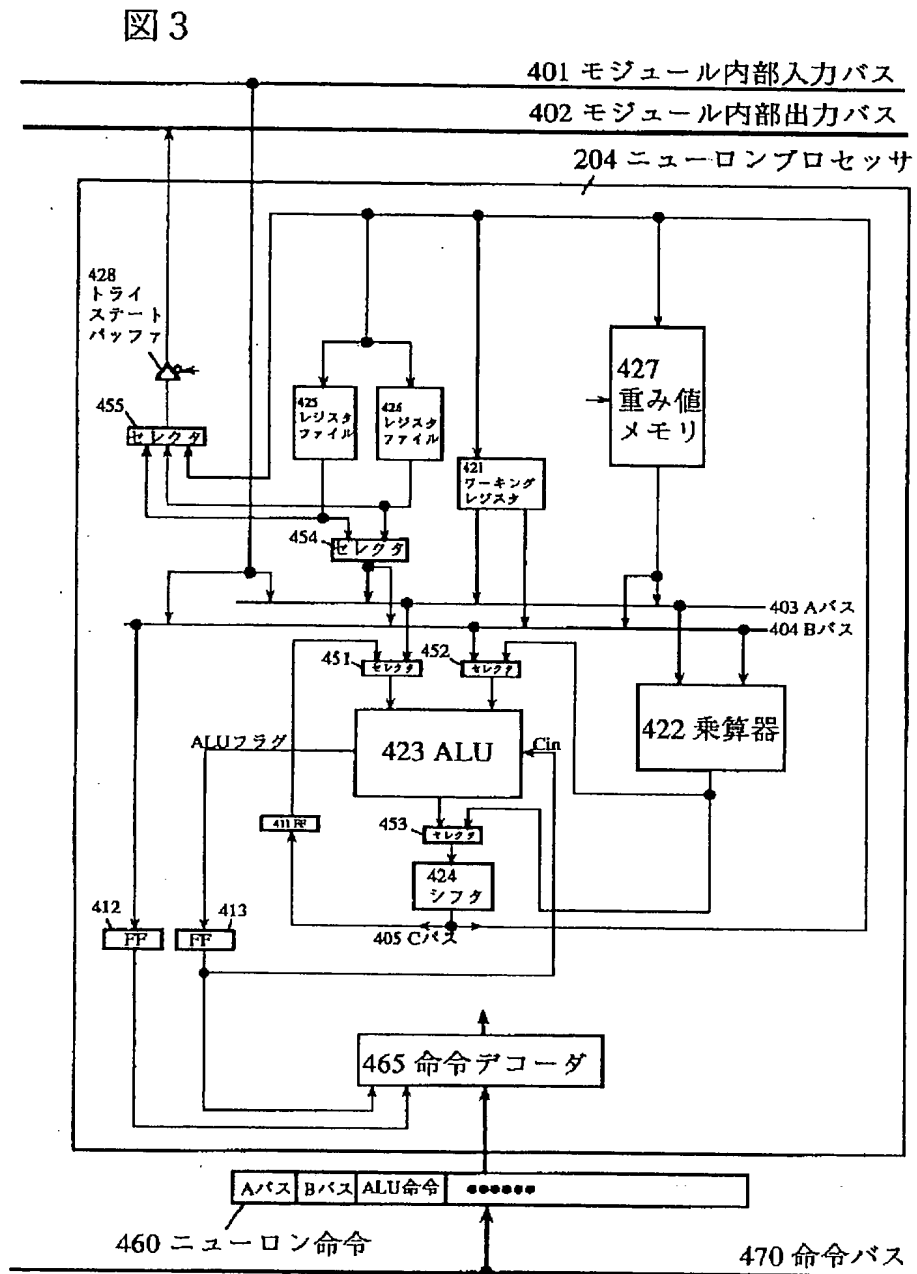 図3
401 モジュール内部入力バス
402 モジュール内部出力バス
204 ニューロンプロセッサ
428
トライ
ステート
バッファ
455
セレクタ
425
レジスタ
ファイル
426
レジスタ
ファイル
421
ワーキング
レジスタ
427
重み値
メモリ
454
セレクタ
403 Aバス
404 Bバス
451
セレクタ
452
セレクタ
ALUフラグ
423 ALU
Cin
422 乗算器
411 FF
453
セレクタ
424
シフタ
405 Cバス
412
FF
413
FF
465 命令デコーダ
Aバス Bバス ALU命令 ••••••
460 ニューロン命令
470 命令バス